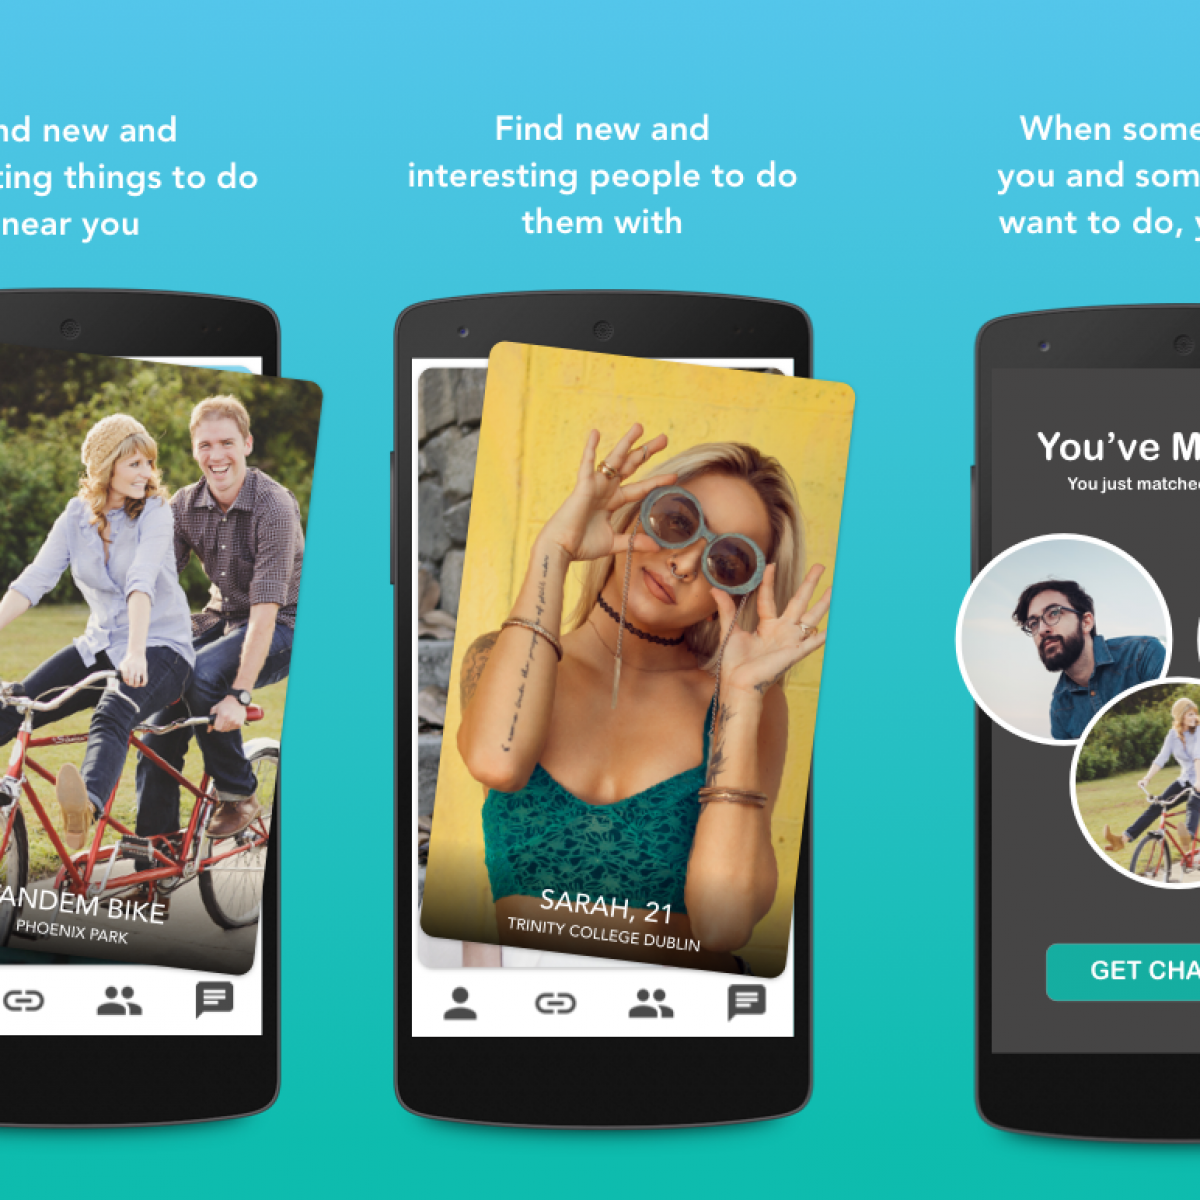 nd new and
ting things to do
near you
ANDEM BIKE
PHOENIX PARK
Find new and
interesting people to do
them with
SARAH, 21
TRINITY COLLEGE DUBLIN
When some
you and som
want to do, y
You've M
You just matche
GET CHA